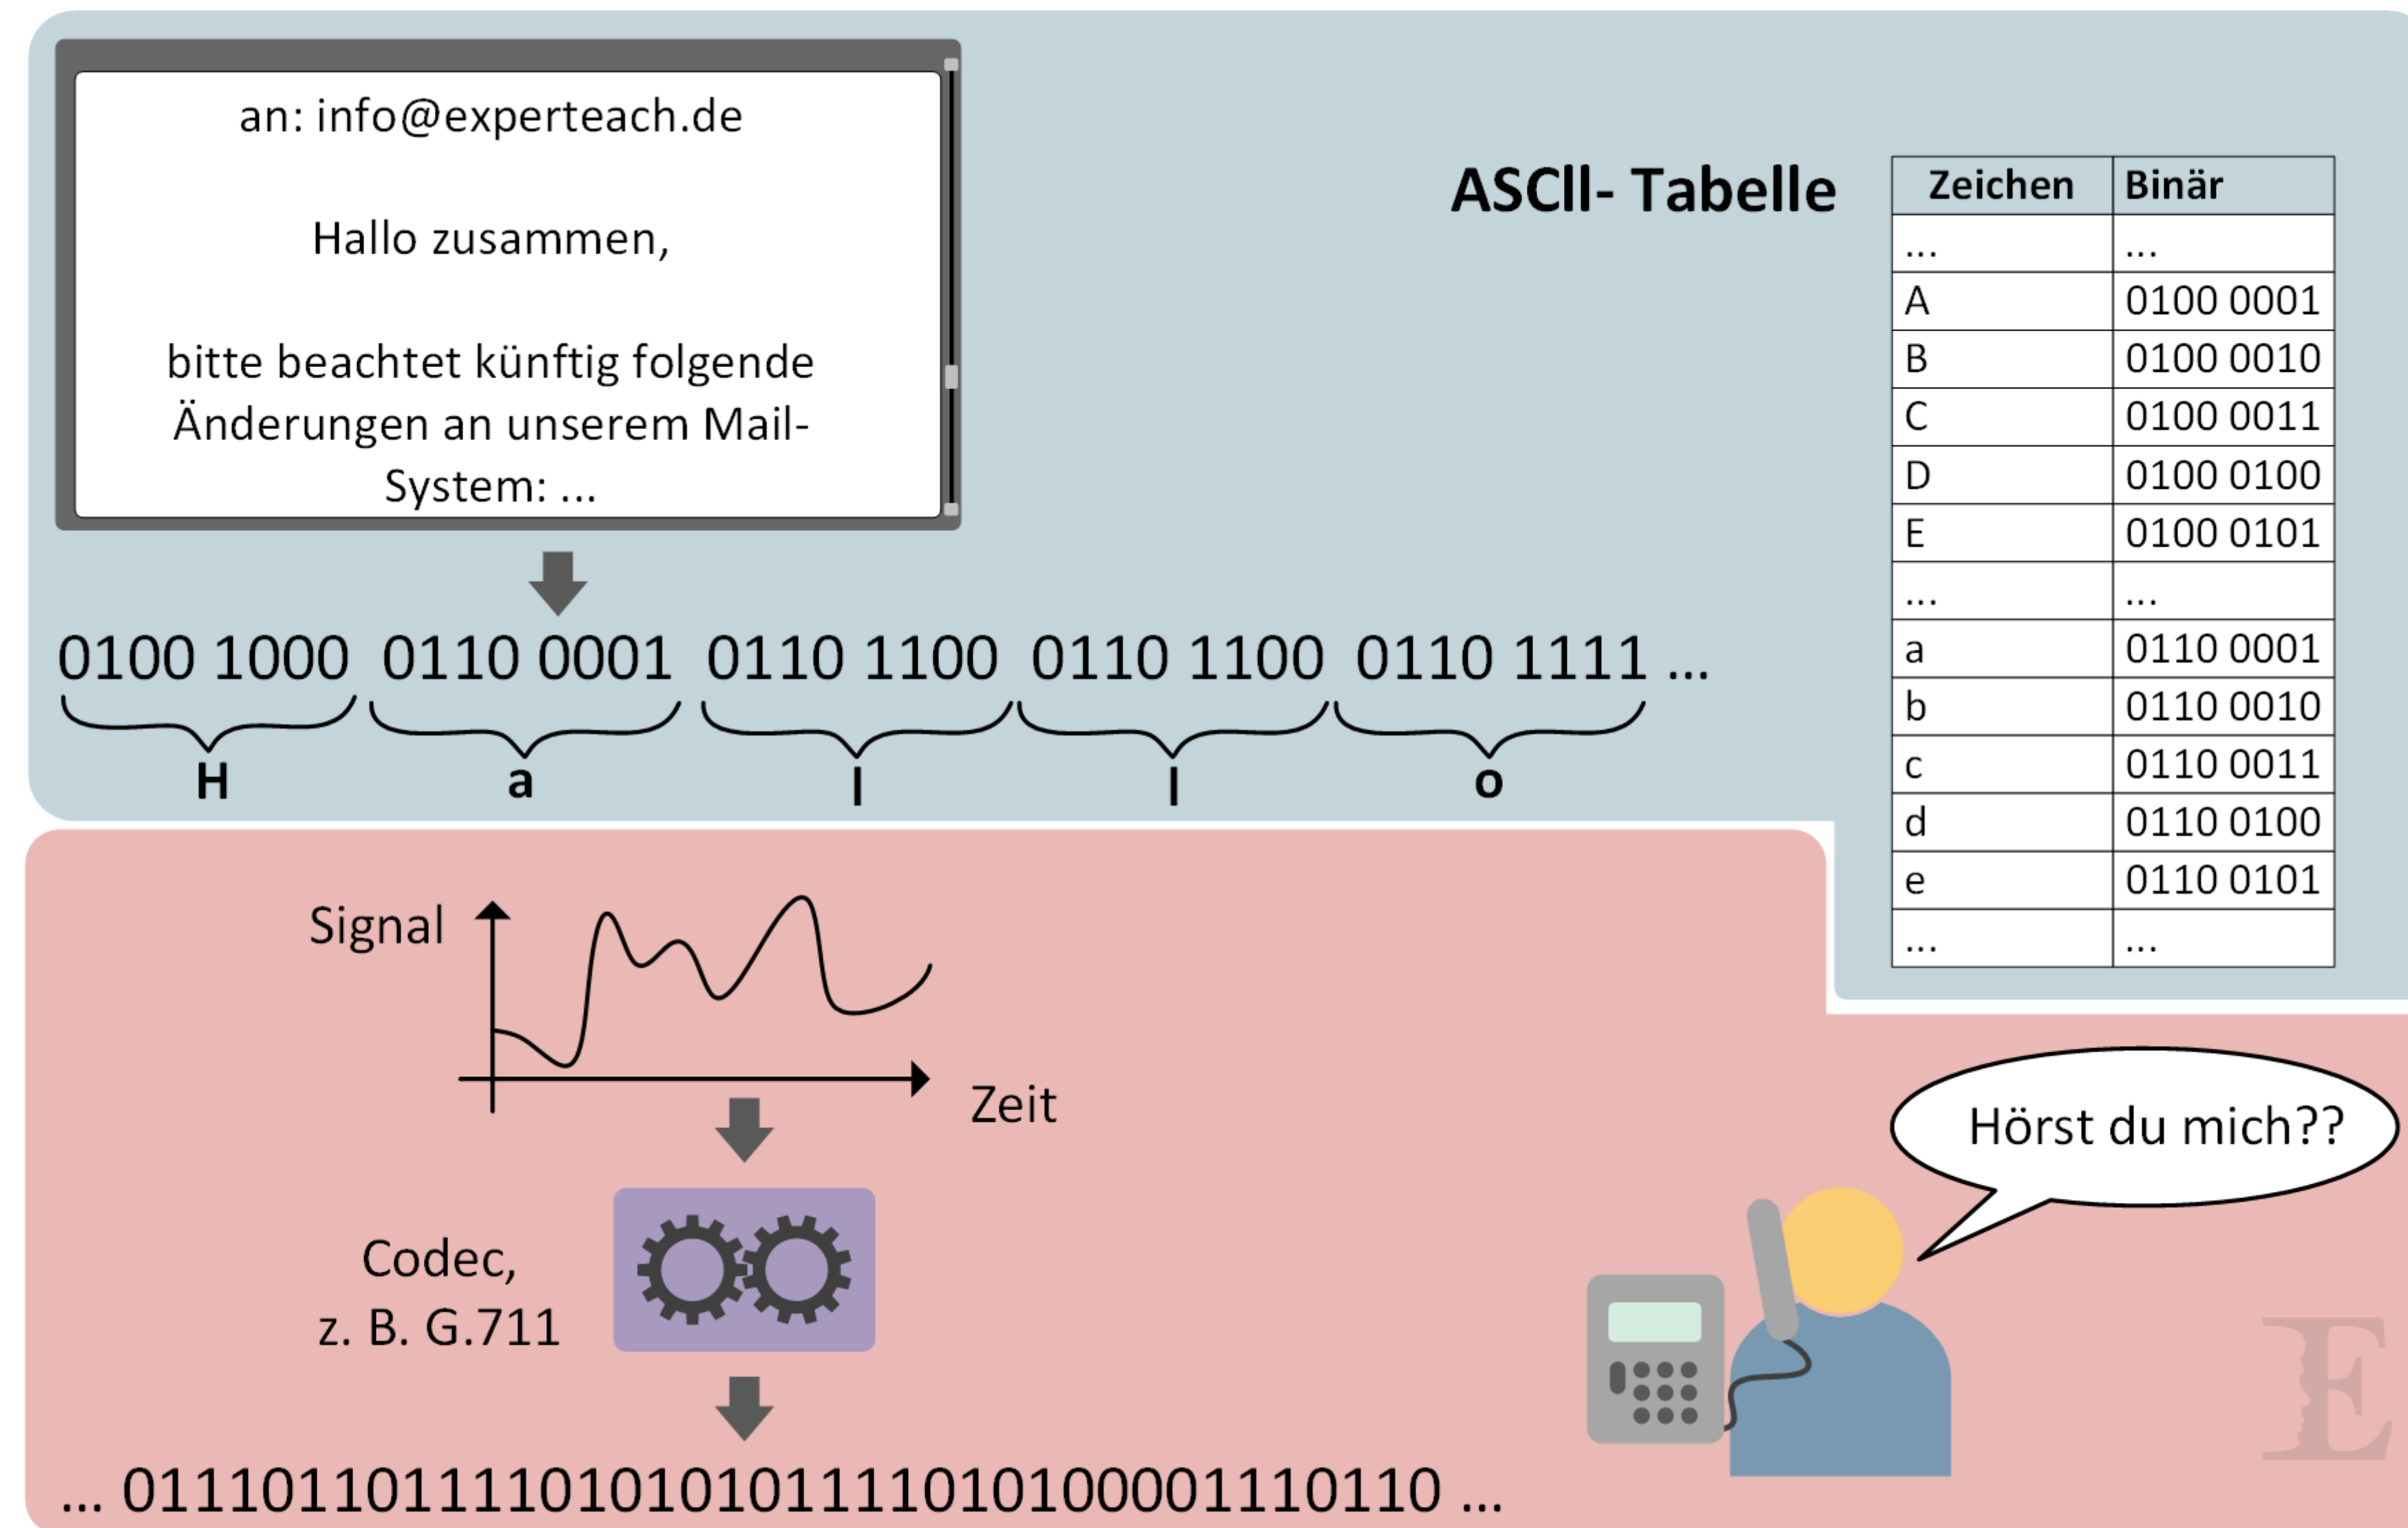 an: info@experteach.de
Hallo zusammen,
bitte beachtet künftig folgende
Änderungen an unserem Mail-
System: ...
0100 1000 0110 0001 0110 1100 0110 1100 0110 1111 ...
H a l l o
ASCII- Tabelle
Zeichen Binär
... ...
A 0100 0001
B 0100 0010
C 0100 0011
D 0100 0100
E 0100 0101
... ...
a 0110 0001
b 0110 0010
c 0110 0011
d 0110 0100
e 0110 0101
... ...
Signal
Zeit
Codec,
z. B. G.711
... 011101101111010101011110101000011​10110 ...
Hörst du mich??
E